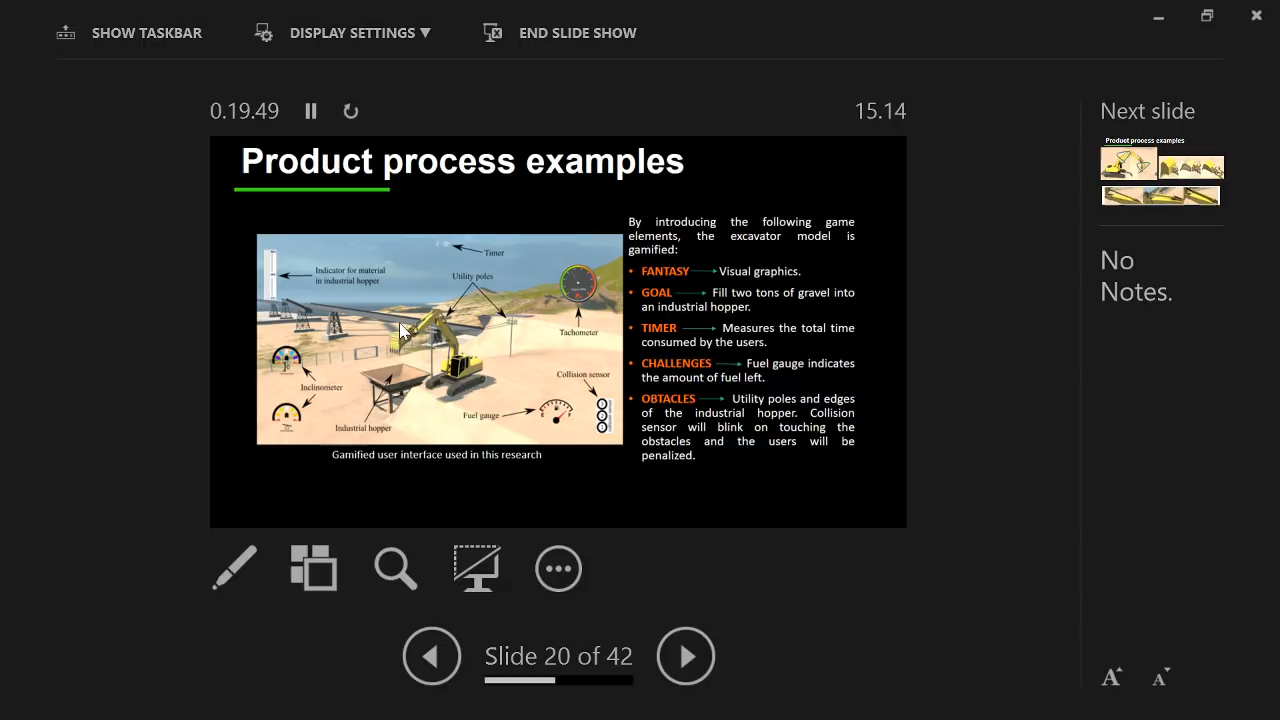 SHOW TASKBAR
DISPLAY SETTINGS ▼
END SLIDE SHOW
0.19.49
15.14
Next slide
Product process examples
Product process examples
By introducing the following game
elements, the excavator model is
gamified:
• FANTASY → Visual graphics.
• GOAL → Fill two tons of gravel into
an industrial hopper.
• TIMER → Measures the total time
consumed by the users.
• CHALLENGES → Fuel gauge indicates
the amount of fuel left.
• OBTACLES → Utility poles and edges
of the industrial hopper. Collision
sensor will blink on touching the
obstacles and the users will be
penalized.
Timer
Indicator for material
in industrial hopper
Utility poles
Tachometer
Inclinometer
Collision sensor
Fuel gauge
E
F
Industrial hopper
Gamified user interface used in this research
No
Notes.
Slide 20 of 42
A
A